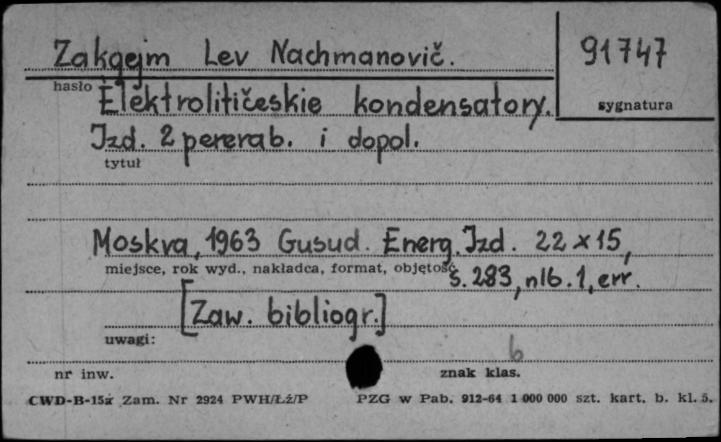 Zakgejm Lev Nachmanovič. 91747
hasło sygnatura
Elektrolitičeskie kondensatory.
Izd. 2 pererab. i dopol.
tytuł
Moskva, 1963 Gusud. Energ. Izd. 22 x 15,
miejsce, rok wyd., nakładca, format, objętość
s. 283, nlb. 1, err.
[Zaw. bibliogr.]
uwagi:
6
nr inw. znak klas.
CWD-B-15a Zam. Nr 2924 PWH/Łź/P PZG w Pab. 912-64 1 000 000 szt. kart. b. kl. 5.